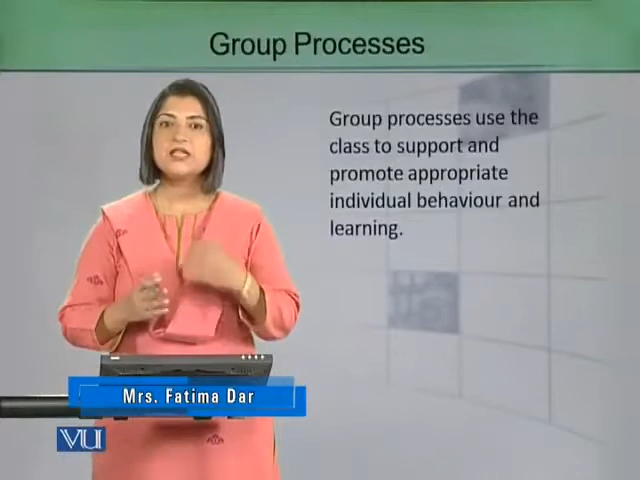 Group Processes
Group processes use the
class to support and
promote appropriate
individual behaviour and
learning.
Mrs. Fatima Dar
VU